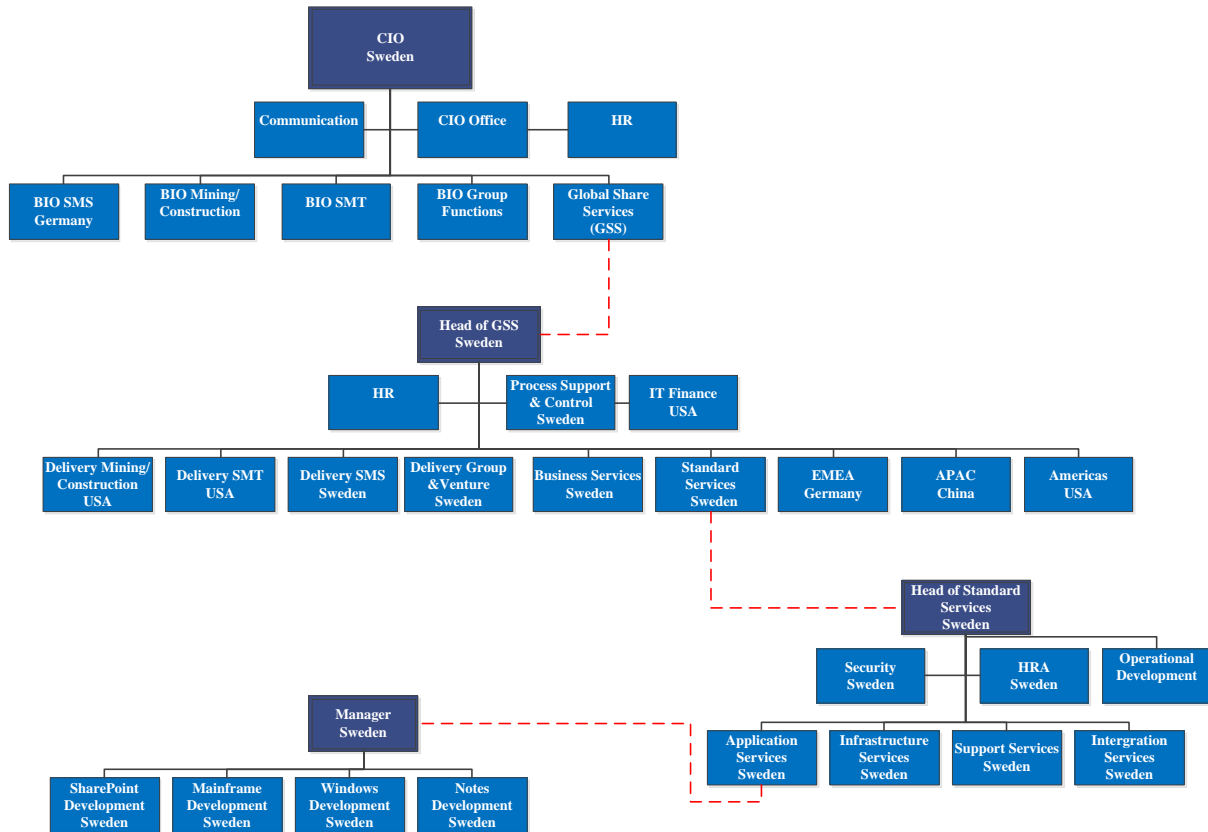 CIO
Sweden
Communication
CIO Office
HR
BIO SMS
Germany
BIO Mining/
Construction
BIO SMT
BIO Group
Functions
Global Share
Services
(GSS)
Head of GSS
Sweden
HR
Process Support
& Control
Sweden
IT Finance
USA
Delivery Mining/
Construction
USA
Delivery SMT
USA
Delivery SMS
Sweden
Delivery Group
&Venture
Sweden
Business Services
Sweden
Standard
Services
Sweden
EMEA
Germany
APAC
China
Americas
USA
Head of Standard
Services
Sweden
Security
Sweden
HRA
Sweden
Operational
Development
Application
Services
Sweden
Infrastructure
Services
Sweden
Support Services
Sweden
Intergration
Services
Sweden
Manager
Sweden
SharePoint
Development
Sweden
Mainframe
Development
Sweden
Windows
Development
Sweden
Notes
Development
Sweden